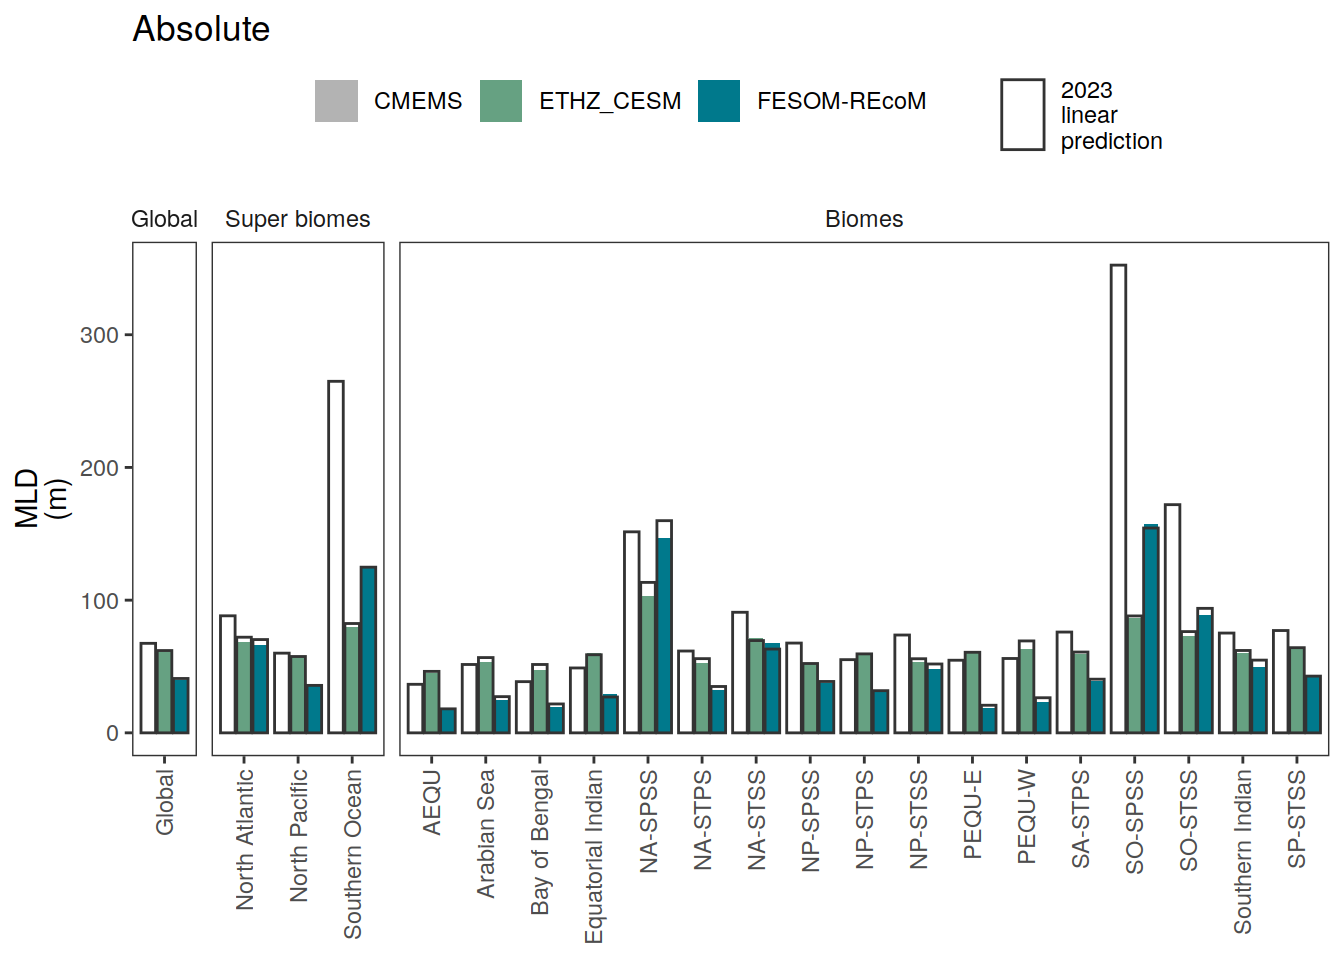 Absolute
CMEMS
ETHZ_CESM
FESOM-REcoM
2023
linear
prediction
Global
Super biomes
Biomes
MLD
(m)
300
200
100
0
Global
North Atlantic
North Pacific
Southern Ocean
AEQU
Arabian Sea
Bay of Bengal
Equatorial Indian
NA-SPSS
NA-STPS
NA-STSS
NP-SPSS
NP-STPS
NP-STSS
PEQU-E
PEQU-W
SA-STPS
SO-SPSS
SO-STSS
Southern Indian
SP-STSS